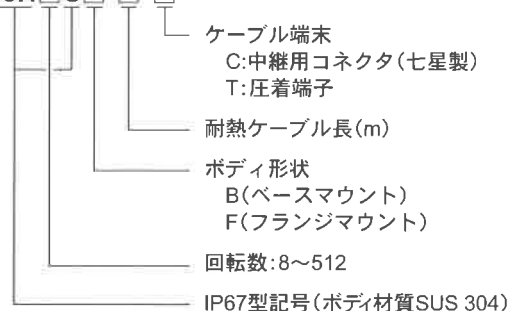 ケーブル端末
C:中継用コネクタ(七星製)
T:圧着端子
耐熱ケーブル長(m)
ボディ形状
B(ベースマウント)
F(フランジマウント)
回転数:8〜512
IP67型記号(ボディ材質SUS 304)